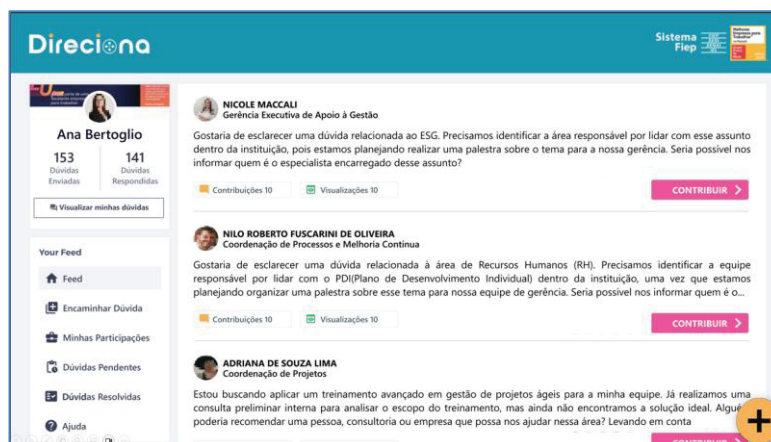 Direciona
Sistema
Fiep
Ana Bertoglio
153
Dúvidas
Enviadas
141
Dúvidas
Respondidas
Visualizar minhas dúvidas
Your Feed
Feed
Encaminhar Dúvida
Minhas Participações
Dúvidas Pendentes
Dúvidas Resolvidas
Ajuda
NICOLE MACCALI
Gerência Executiva de Apoio à Gestão
Gostaria de esclarecer uma dúvida relacionada ao ESG. Precisamos identificar a área responsável por lidar com esse assunto
dentro da instituição, pois estamos planejando realizar uma palestra sobre o tema para a nossa gerência. Seria possível nos
informar quem é o especialista encarregado desse assunto?
Contribuições 10
Visualizações 10
CONTRIBUIR
NILO ROBERTO FUSCARINI DE OLIVEIRA
Coordenação de Processos e Melhoria Contínua
Gostaria de esclarecer uma dúvida relacionada à área de Recursos Humanos (RH). Precisamos identificar a equipe
responsável por lidar com o PDI(Plano de Desenvolvimento Individual) dentro da instituição, uma vez que estamos
planejando organizar uma palestra sobre esse tema para nossa equipe de gerência. Seria possível nos informar quem é o...
Contribuições 10
Visualizações 10
CONTRIBUIR
ADRIANA DE SOUZA LIMA
Coordenação de Projetos
Estou buscando aplicar um treinamento avançado em gestão de projetos ágeis para a minha equipe. Já realizamos uma
consulta preliminar interna para analisar o escopo do treinamento, mas ainda não encontramos a solução ideal.
poderia recomendar uma pessoa, consultoria ou empresa que possa nos ajudar nessa área? Levando em conta
CONTRIBUIR